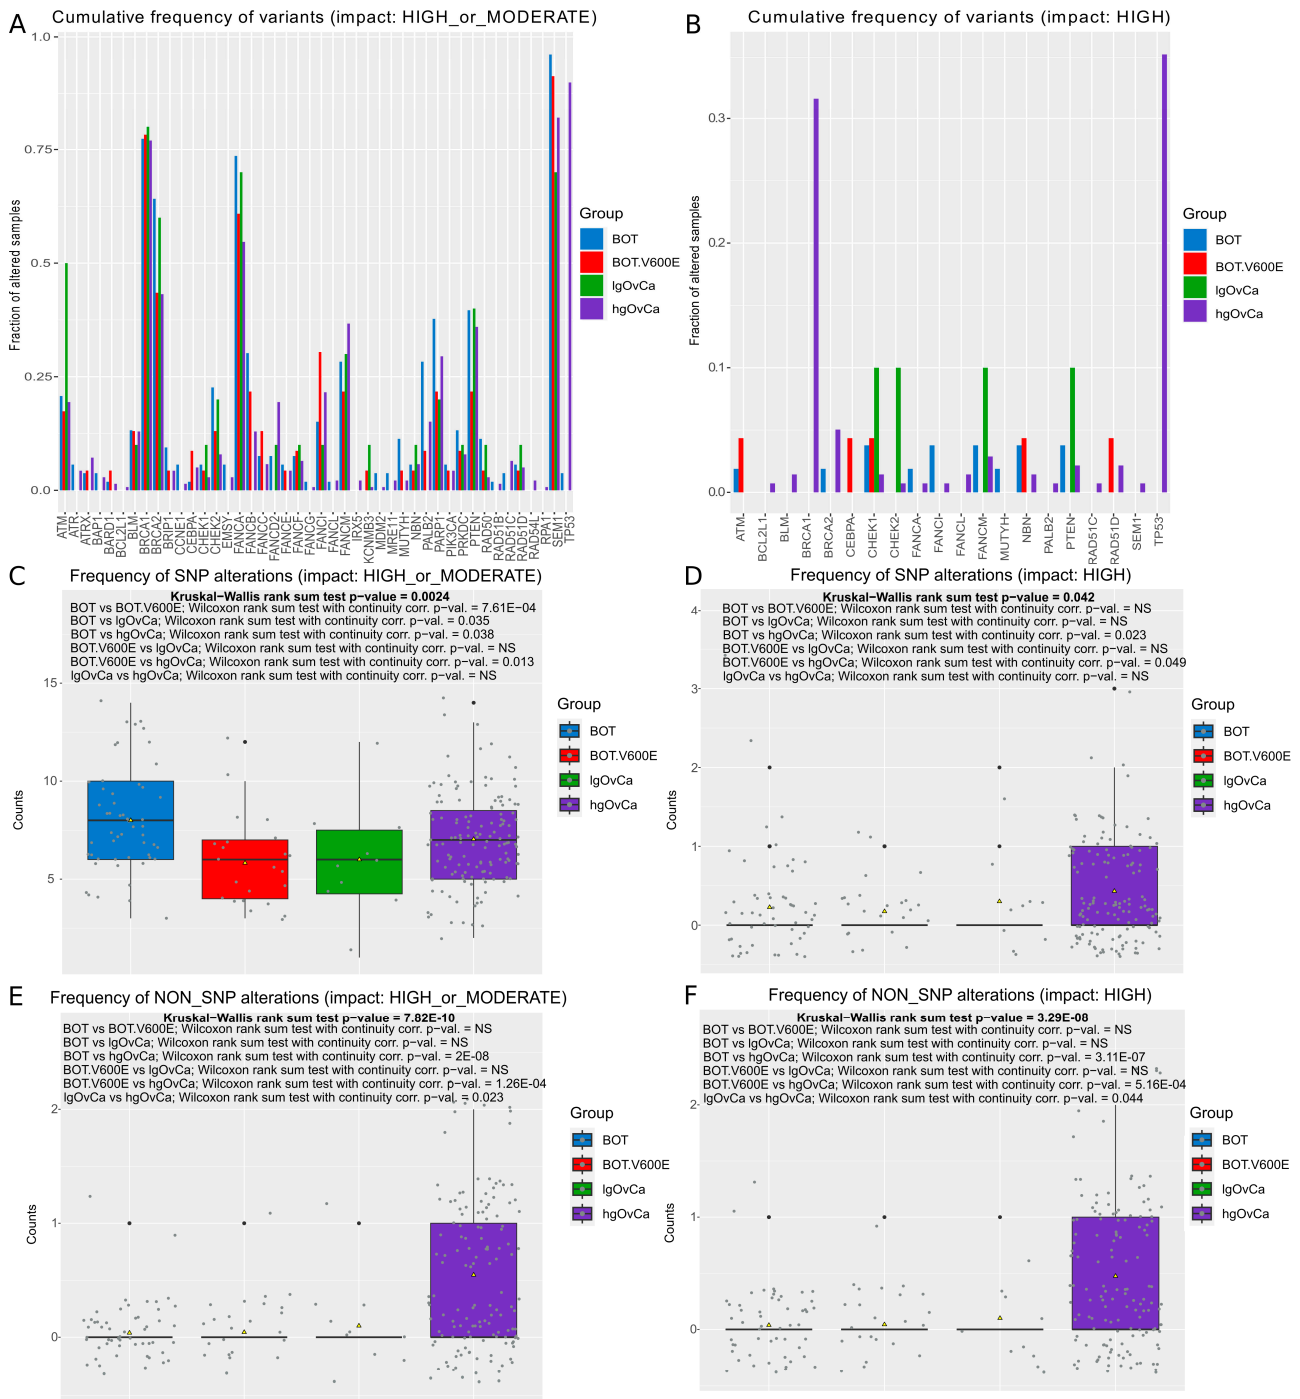 A
Cumulative frequency of variants (impact: HIGH_or_MODERATE)
Fraction of altered samples
1.0
0.75
0.5
0.25
0.0
ATM
ATR
ATRX
BAP1
BARD1
BCL2L1
BLM
BRCA1
BRCA2
BRIP1
CCNE1
CEBPA
CHEK1
CHEK2
EMSY
FANCA
FANCB
FANCC
FANCD2
FANCE
FANCF
FANCG
FANCI
FANCL
FANCM
IRX5
KCNMB3
MDM2
MRE11
MUTYH
NBN
PALB2
PARP1
PIK3CA
PRKDC
PTEN
RAD50
RAD51B
RAD51C
RAD51D
RAD54L
RPA1
SEM1
TP53
Group
BOT
BOT.V600E
lgOvCa
hgOvCa
B
Cumulative frequency of variants (impact: HIGH)
Fraction of altered samples
0.3
0.2
0.1
0.0
ATM
BCL2L1
BLM
BRCA1
BRCA2
CEBPA
CHEK1
CHEK2
FANCA
FANCI
FANCL
FANCM
MUTYH
NBN
PALB2
PTEN
RAD51C
RAD51D
SEM1
TP53
Group
BOT
BOT.V600E
lgOvCa
hgOvCa
C
Frequency of SNP alterations (impact: HIGH_or_MODERATE)
Kruskal−Wallis rank sum test p−value = 0.0024
BOT vs BOT.V600E; Wilcoxon rank sum test with continuity corr. p−val. = 7.61E−04
BOT vs lgOvCa; Wilcoxon rank sum test with continuity corr. p−val. = 0.035
BOT vs hgOvCa; Wilcoxon rank sum test with continuity corr. p−val. = 0.038
BOT.V600E vs lgOvCa; Wilcoxon rank sum test with continuity corr. p−val. = NS
BOT.V600E vs hgOvCa; Wilcoxon rank sum test with continuity corr. p−val. = 0.013
lgOvCa vs hgOvCa; Wilcoxon rank sum test with continuity corr. p−val. = NS
Counts
15
10
5
Group
BOT
BOT.V600E
lgOvCa
hgOvCa
D
Frequency of SNP alterations (impact: HIGH)
Kruskal−Wallis rank sum test p−value = 0.042
BOT vs BOT.V600E; Wilcoxon rank sum test with continuity corr. p−val. = NS
BOT vs lgOvCa; Wilcoxon rank sum test with continuity corr. p−val. = NS
BOT vs hgOvCa; Wilcoxon rank sum test with continuity corr. p−val. = 0.023
BOT.V600E vs lgOvCa; Wilcoxon rank sum test with continuity corr. p−val. = NS
BOT.V600E vs hgOvCa; Wilcoxon rank sum test with continuity corr. p−val. = 0.049
lgOvCa vs hgOvCa; Wilcoxon rank sum test with continuity corr. p−val. = NS
Counts
4
3
2
1
0
Group
BOT
BOT.V600E
lgOvCa
hgOvCa
E
Frequency of NON_SNP alterations (impact: HIGH_or_MODERATE)
Kruskal−Wallis rank sum test p−value = 7.82E−10
BOT vs BOT.V600E; Wilcoxon rank sum test with continuity corr. p−val. = NS
BOT vs lgOvCa; Wilcoxon rank sum test with continuity corr. p−val. = NS
BOT vs hgOvCa; Wilcoxon rank sum test with continuity corr. p−val. = 2E−08
BOT.V600E vs lgOvCa; Wilcoxon rank sum test with continuity corr. p−val. = NS
BOT.V600E vs hgOvCa; Wilcoxon rank sum test with continuity corr. p−val. = 1.26E−04
lgOvCa vs hgOvCa; Wilcoxon rank sum test with continuity corr. p−val. = 0.023
Counts
2
1
0
Group
BOT
BOT.V600E
lgOvCa
hgOvCa
F
Frequency of NON_SNP alterations (impact: HIGH)
Kruskal−Wallis rank sum test p−value = 3.29E−08
BOT vs BOT.V600E; Wilcoxon rank sum test with continuity corr. p−val. = NS
BOT vs lgOvCa; Wilcoxon rank sum test with continuity corr. p−val. = NS
BOT vs hgOvCa; Wilcoxon rank sum test with continuity corr. p−val. = 3.11E−07
BOT.V600E vs lgOvCa; Wilcoxon rank sum test with continuity corr. p−val. = NS
BOT.V600E vs hgOvCa; Wilcoxon rank sum test with continuity corr. p−val. = 5.16E−04
lgOvCa vs hgOvCa; Wilcoxon rank sum test with continuity corr. p−val. = 0.044
Counts
2
1
0
Group
BOT
BOT.V600E
lgOvCa
hgOvCa